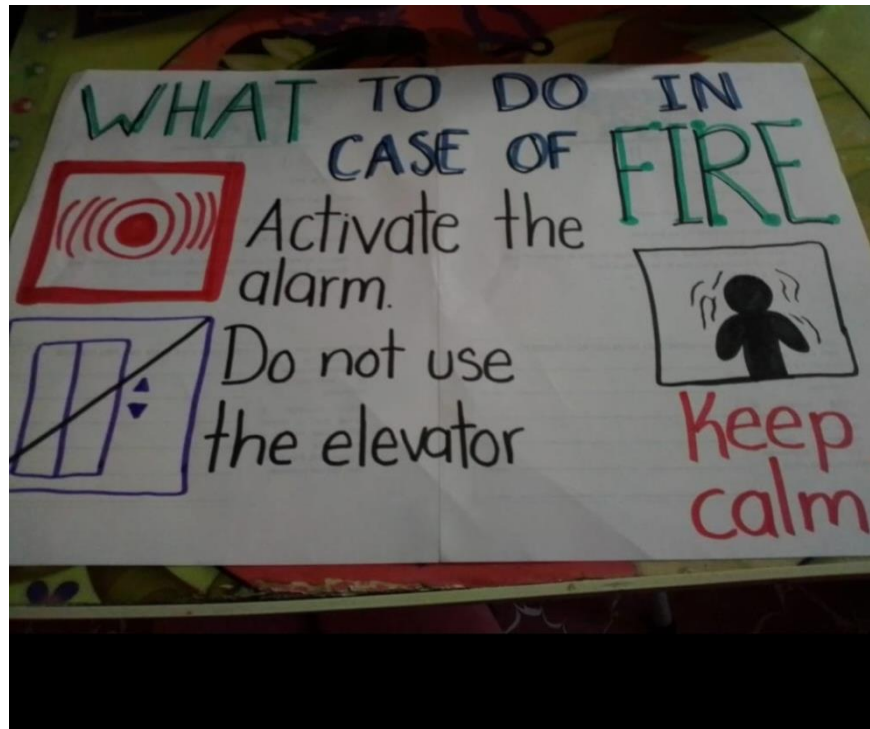 WHAT TO DO IN
CASE OF FIRE
Activate the
alarm.
Do not use
the elevator
Keep
calm